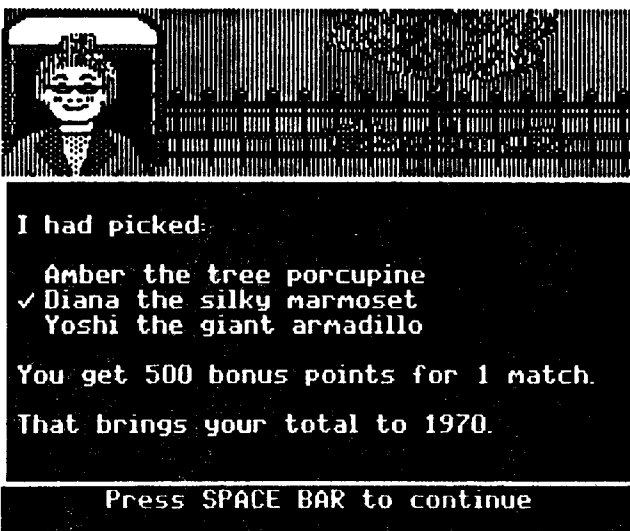 I had picked:
Amber the tree porcupine
✓ Diana the silky marmoset
Yoshi the giant armadillo
You get 500 bonus points for 1 match.
That brings your total to 1970.
Press SPACE BAR to continue